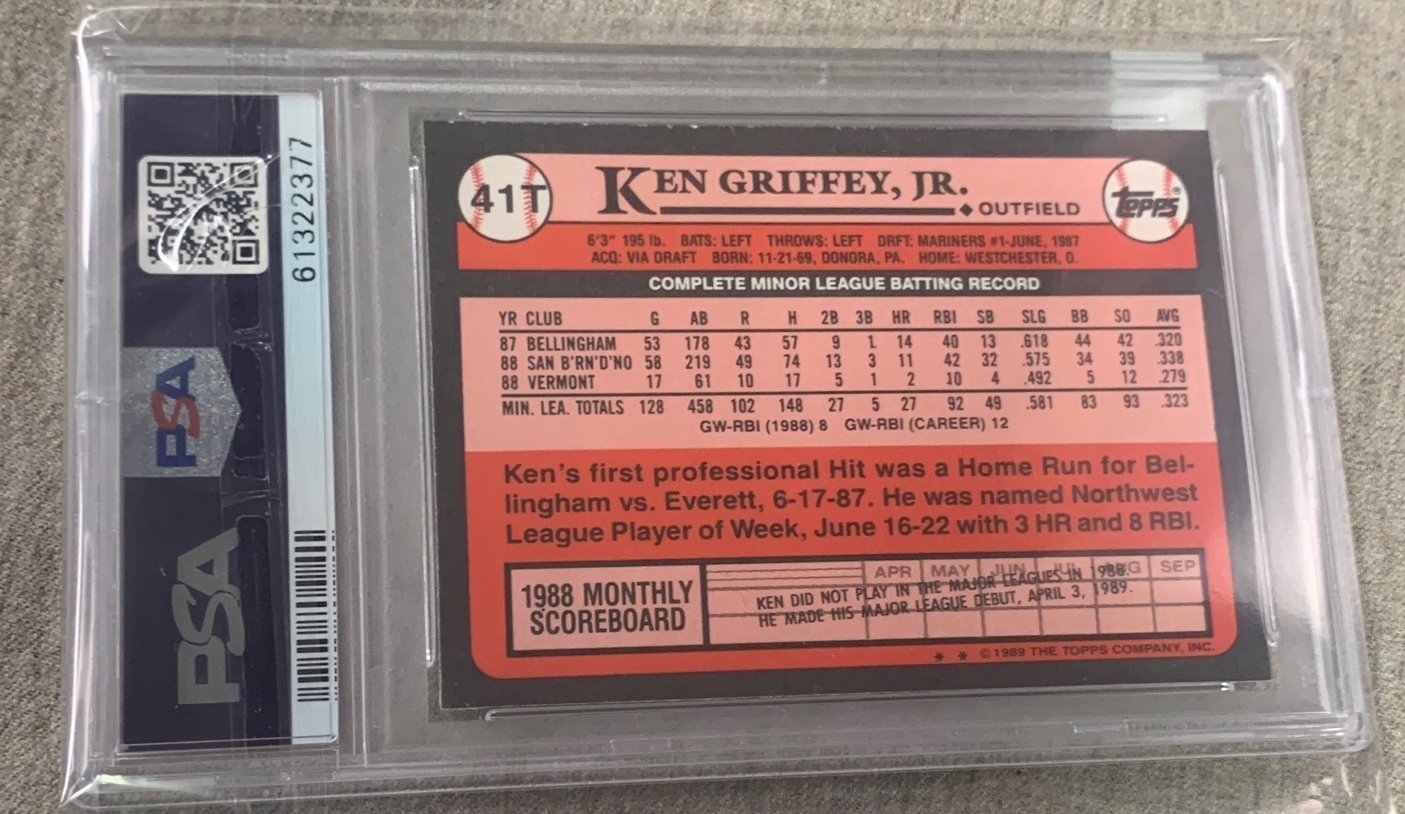 61322377
PSA
PSA
41T
KEN GRIFFEY, JR.
OUTFIELD
TOPPS®
6'3" 195 lb. BATS: LEFT THROWS: LEFT DRFT: MARINERS #1-JUNE, 1987
ACQ: VIA DRAFT BORN: 11-21-69, DONORA, PA. HOME: WESTCHESTER, O.
COMPLETE MINOR LEAGUE BATTING RECORD
YR CLUB G AB R H 2B 3B HR RBI SB SLG BB SO AVG
87 BELLINGHAM 53 178 43 57 9 1 14 40 13 .618 44 42 .320
88 SAN B'RN'D'NO 58 219 49 74 13 3 11 42 32 .575 34 39 .338
88 VERMONT 17 61 10 17 5 1 2 10 4 .492 5 12 .279
MIN. LEA. TOTALS 128 458 102 148 27 5 27 92 49 .581 83 93 .323
GW-RBI (1988) 8 GW-RBI (CAREER) 12
Ken's first professional Hit was a Home Run for Bel-
lingham vs. Everett, 6-17-87. He was named Northwest
League Player of Week, June 16-22 with 3 HR and 8 RBI.
1988 MONTHLY
SCOREBOARD
APR MAY JUN JUL AUG SEP
KEN DID NOT PLAY IN THE MAJOR LEAGUES IN 1988.
HE MADE HIS MAJOR LEAGUE DEBUT, APRIL 3, 1989.
* * ©1989 THE TOPPS COMPANY, INC.